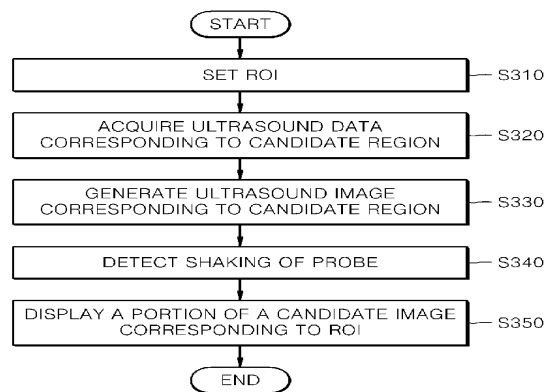 START
SET ROI
S310
ACQUIRE ULTRASOUND DATA
CORRESPONDING TO CANDIDATE REGION
S320
GENERATE ULTRASOUND IMAGE
CORRESPONDING TO CANDIDATE REGION
S330
DETECT SHAKING OF PROBE
S340
DISPLAY A PORTION OF A CANDIDATE IMAGE
CORRESPONDING TO ROI
S350
END